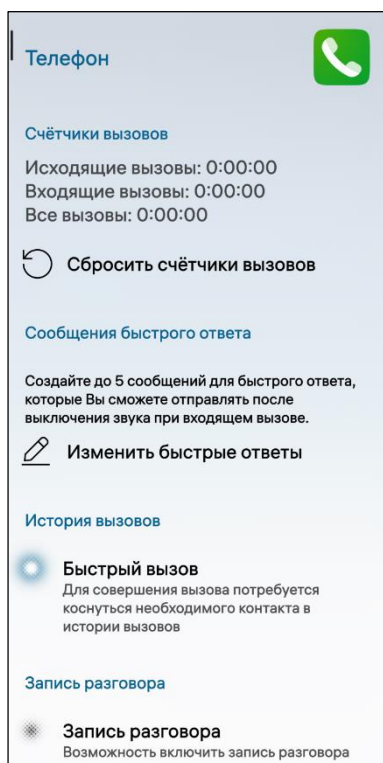 Телефон
Счётчики вызовов
Исходящие вызовы: 0:00:00
Входящие вызовы: 0:00:00
Все вызовы: 0:00:00
Сбросить счётчики вызовов
Сообщения быстрого ответа
Создайте до 5 сообщений для быстрого ответа,
которые Вы сможете отправлять после
выключения звука при входящем вызове.
Изменить быстрые ответы
История вызовов
Быстрый вызов
Для совершения вызова потребуется
коснуться необходимого контакта в
истории вызовов
Запись разговора
Запись разговора
Возможность включить запись разговора